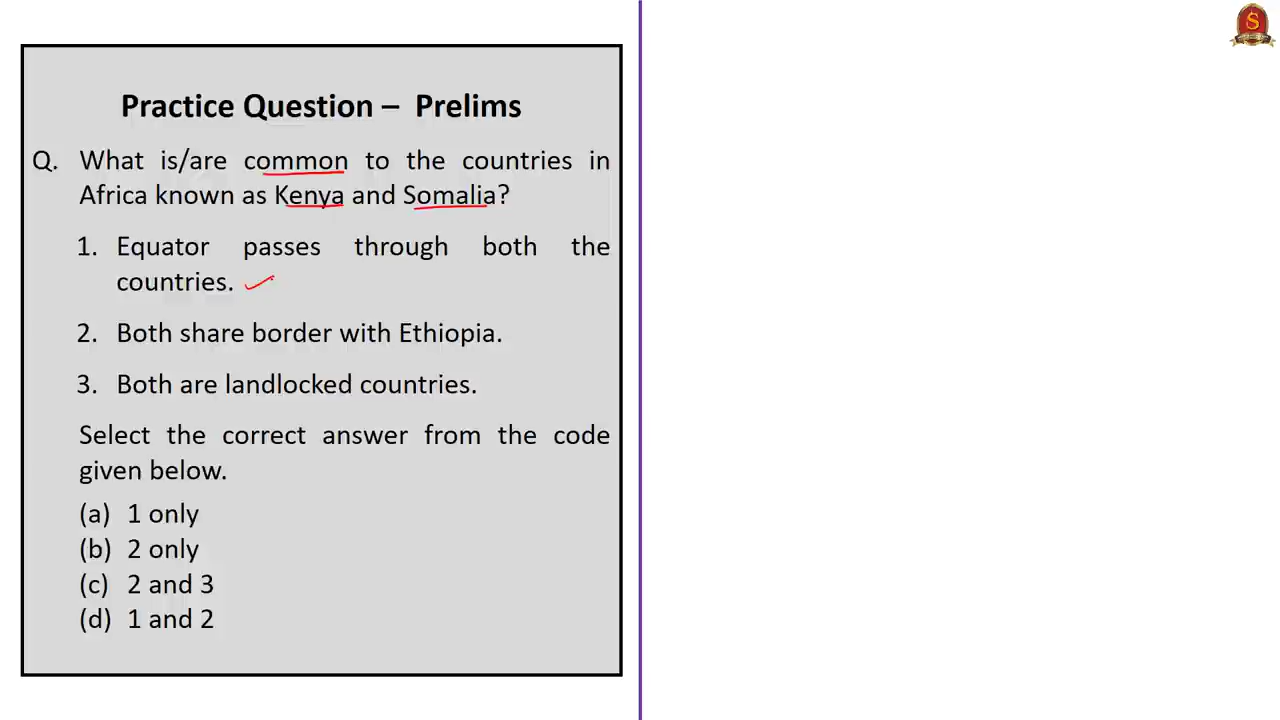 S
Practice Question – Prelims
Q. What is/are common to the countries in
Africa known as Kenya and Somalia?
1. Equator passes through both the
countries.
2. Both share border with Ethiopia.
3. Both are landlocked countries.
Select the correct answer from the code
given below.
(a) 1 only
(b) 2 only
(c) 2 and 3
(d) 1 and 2